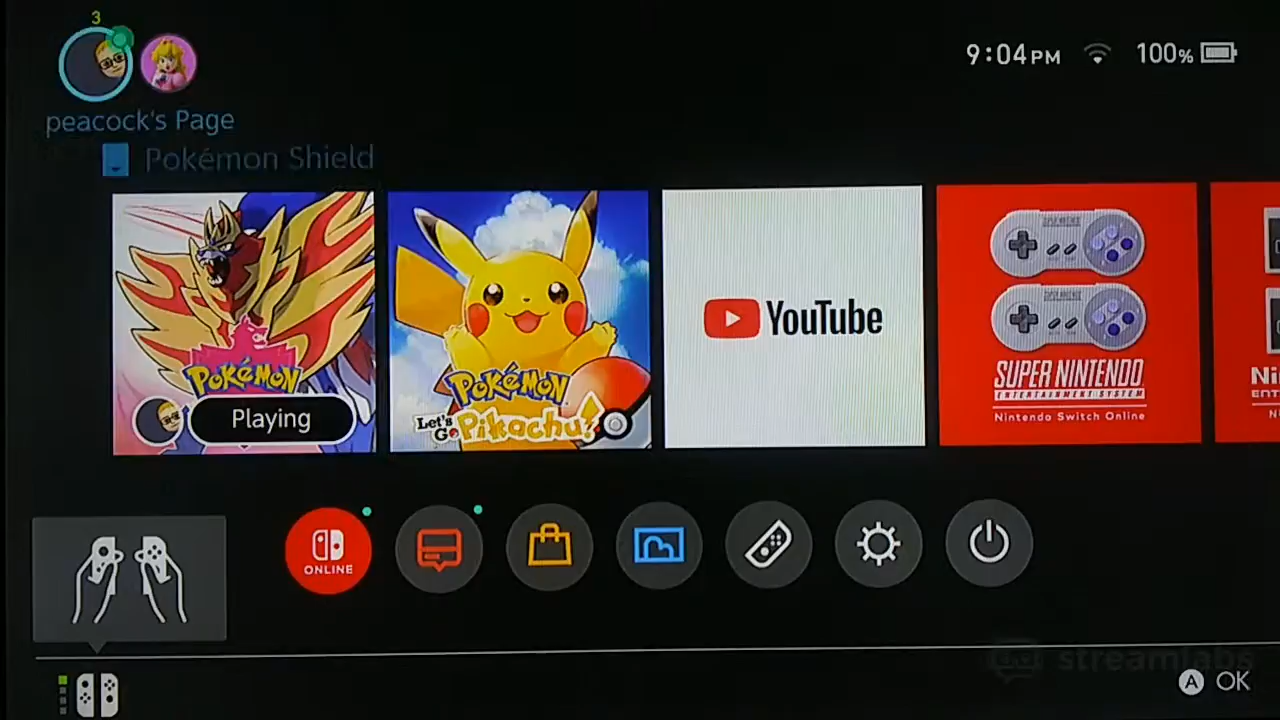 3
9:04PM
100%
peacock's Page
Pokémon Shield
POKÉMON
Playing
POKÉMON
Let's Go Pikachu!
YouTube
SUPER NINTENDO
ENTERTAINMENT SYSTEM
Nintendo Switch Online
ONLINE
streamlabs
A OK